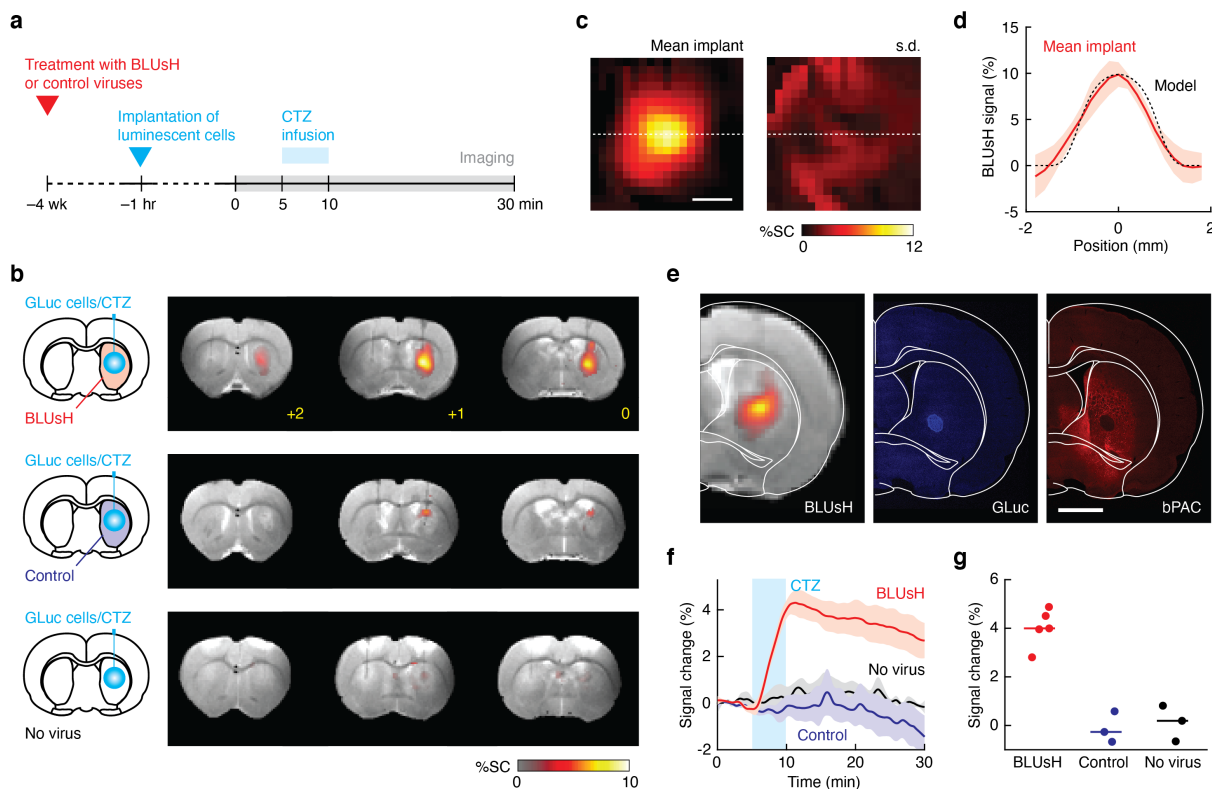 a
Treatment with BLUsH
or control viruses
Implantation of
luminescent cells
CTZ
infusion
Imaging
–4 wk
–1 hr
0
5
10
30 min
b
GLuc cells/CTZ
BLUsH
+2
+1
0
GLuc cells/CTZ
Control
GLuc cells/CTZ
No virus
%SC
0
10
c
Mean implant
s.d.
%SC
0
12
d
Mean implant
Model
BLUsH signal (%)
15
10
5
0
-5
-2
0
2
Position (mm)
e
BLUsH
GLuc
bPAC
f
CTZ
BLUsH
No virus
Control
Signal change (%)
4
2
0
-2
0
10
20
30
Time (min)
g
Signal change (%)
6
4
2
0
BLUsH
Control
No virus